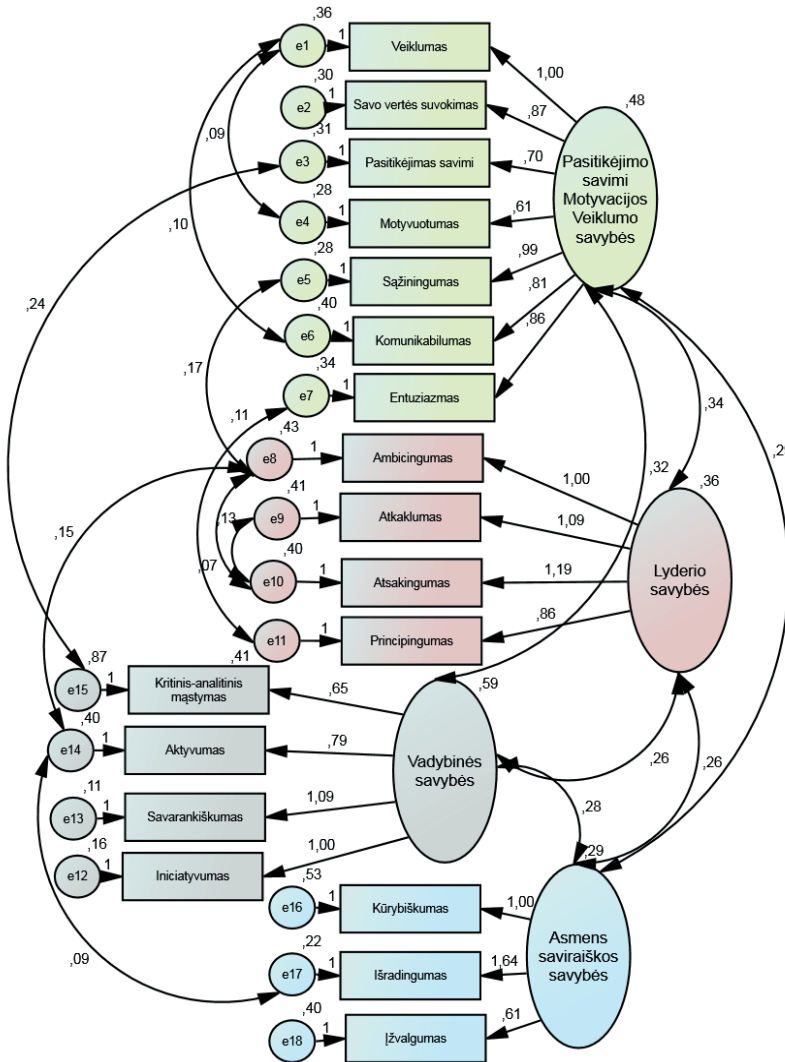 ,36
e1 1 Veiklumas
1,00
,30
e2 1 Savo vertės suvokimas
,87
,48
,31
e3 1 Pasitikėjimas savimi
,70
Pasitikėjimo
savimi
Motyvacijos
Veiklumo
savybės
,09
,28
e4 1 Motyvuotumas
,61
,10
,28
e5 1 Sąžiningumas
,99
,24
,40
e6 1 Komunikabilumas
,81
,17
,34
e7 1 Entuziazmas
,86
,11
,34
,43
e8 1 Ambicingumas
1,00
,32
,36
,41
e9 1 Atkaklumas
1,09
,13
,15
,40
e10 1 Atsakingumas
1,19
Lyderio
savybės
,07
e11 1 Principingumas
,86
,41
,87
e15 1 Kritinis-analitinis
mąstymas
,65
,59
,40
e14 1 Aktyvumas
,79
Vadybinės
savybės
,26
,26
,11
e13 1 Savarankiškumas
1,09
,28
,16
e12 1 Iniciatyvumas
1,00
,29
,53
e16 1 Kūrybiškumas
1,00
,09
,22
e17 1 Išradingumas
1,64
Asmens
saviraiškos
savybės
,40
e18 1 Įžvalgumas
,61